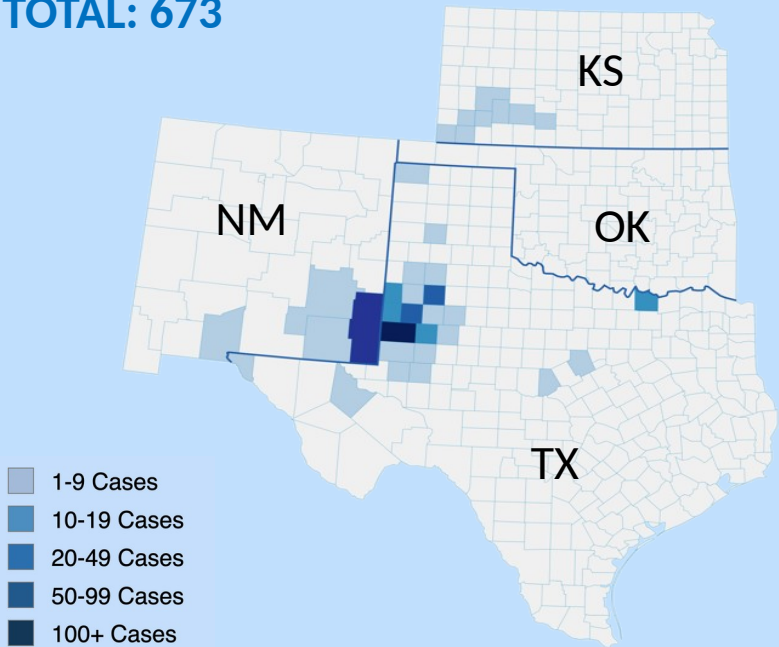 TOTAL: 673
KS
NM
OK
TX
1-9 Cases
10-19 Cases
20-49 Cases
50-99 Cases
100+ Cases